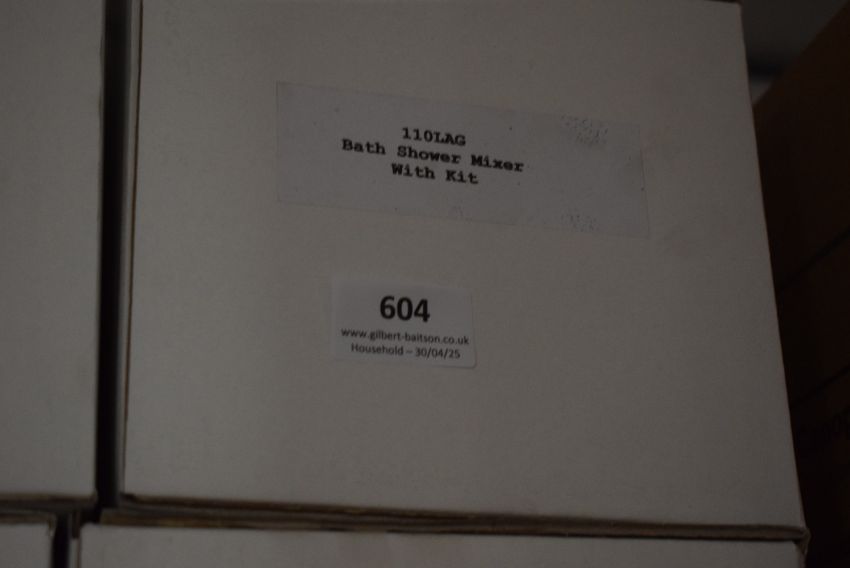 110LAG
Bath Shower Mixer
With Kit
604
www.gilbert-baitson.co.uk
Household – 30/04/25